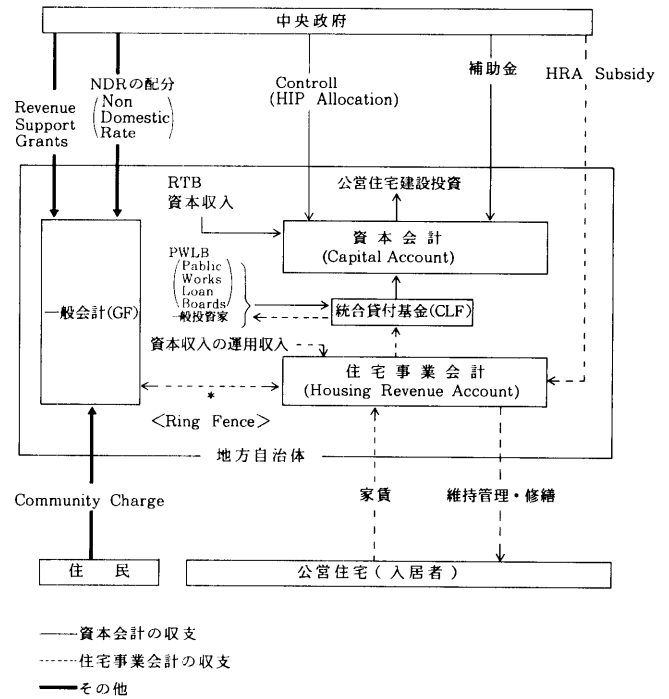 中央政府
Revenue
Support
Grants
NDRの配分
(Non
Domestic
Rate)
Controll
(HIP Allocation)
補助金
HRA Subsidy
RTB
資本収入
公営住宅建設投資
資本会計
(Capital Account)
PWLB
(Pablic
Works
Loan
Boards)
一般投資家
統合貸付基金(CLF)
一般会計(GF)
資本収入の運用収入
住宅事業会計
(Housing Revenue Account)
*
<Ring Fence>
地方自治体
Community Charge
家賃
維持管理・修繕
住 民
公営住宅(入居者)
資本会計の収支
住宅事業会計の収支
その他